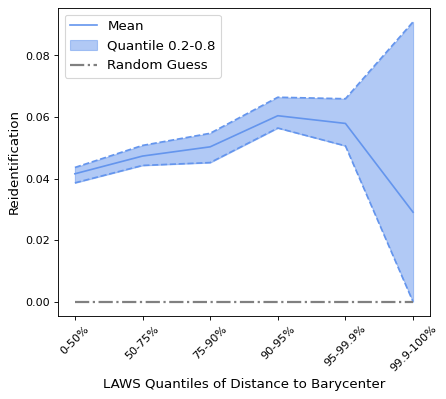 Mean
Quantile 0.2-0.8
Random Guess
Reidentification
0.08
0.06
0.04
0.02
0.00
0-50%
50-75%
75-90%
90-95%
95-99.9%
99.9-100%
LAWS Quantiles of Distance to Barycenter